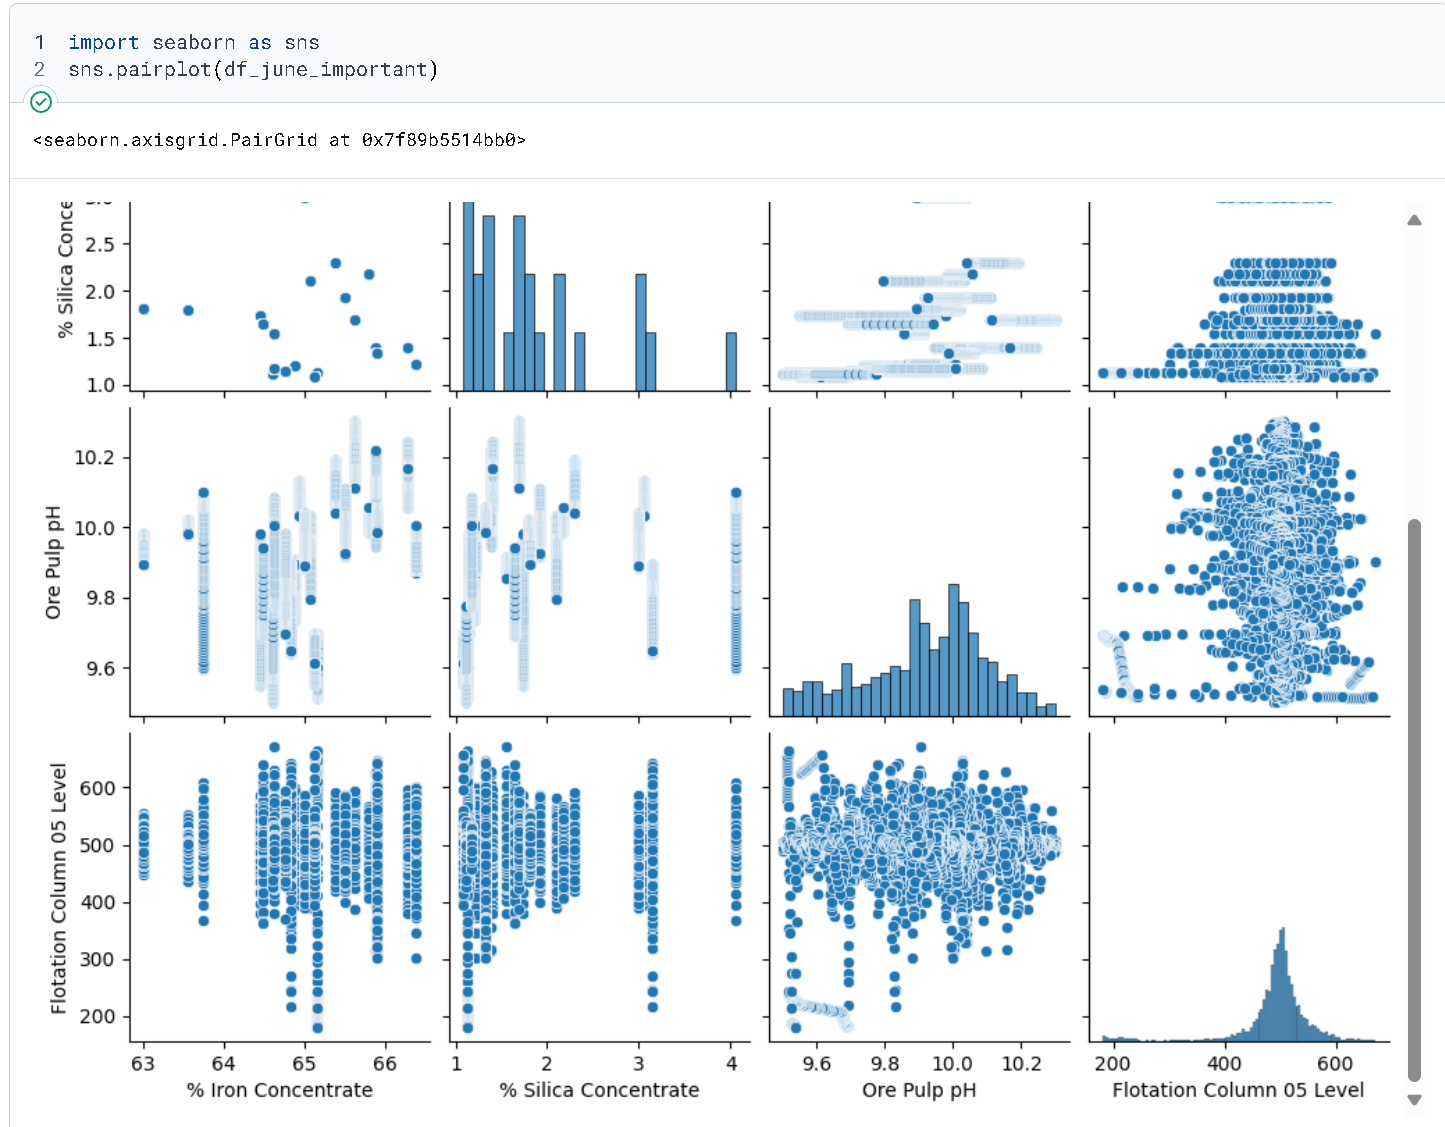 1 import seaborn as sns
2 sns.pairplot(df_june_important)
<seaborn.axisgrid.PairGrid at 0x7f89b5514bb0>
% Silica Conce
2.5
2.0
1.5
1.0
Ore Pulp pH
10.2
10.0
9.8
9.6
Flotation Column 05 Level
600
500
400
300
200
63 64 65 66 1 2 3 4 9.6 9.8 10.0 10.2 200 400 600
% Iron Concentrate % Silica Concentrate Ore Pulp pH Flotation Column 05 Level